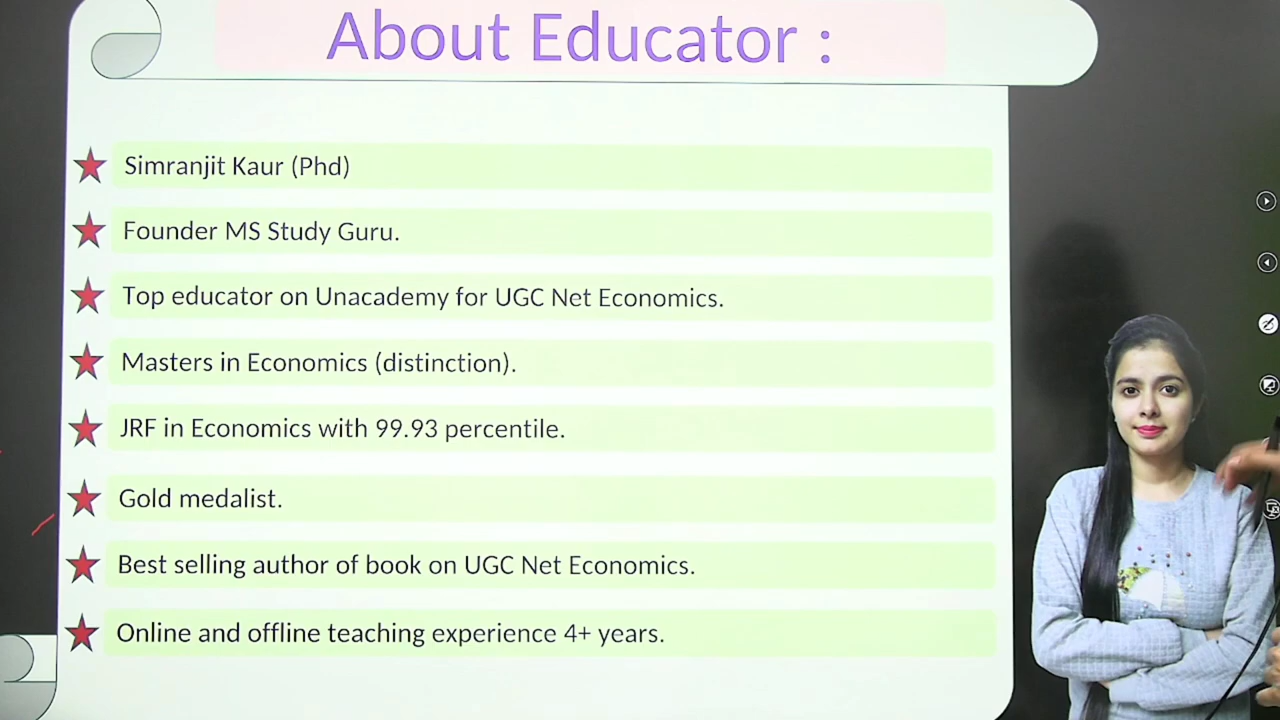 About Educator :
Simranjit Kaur (Phd)
Founder MS Study Guru.
Top educator on Unacademy for UGC Net Economics.
Masters in Economics (distinction).
JRF in Economics with 99.93 percentile.
Gold medalist.
Best selling author of book on UGC Net Economics.
Online and offline teaching experience 4+ years.